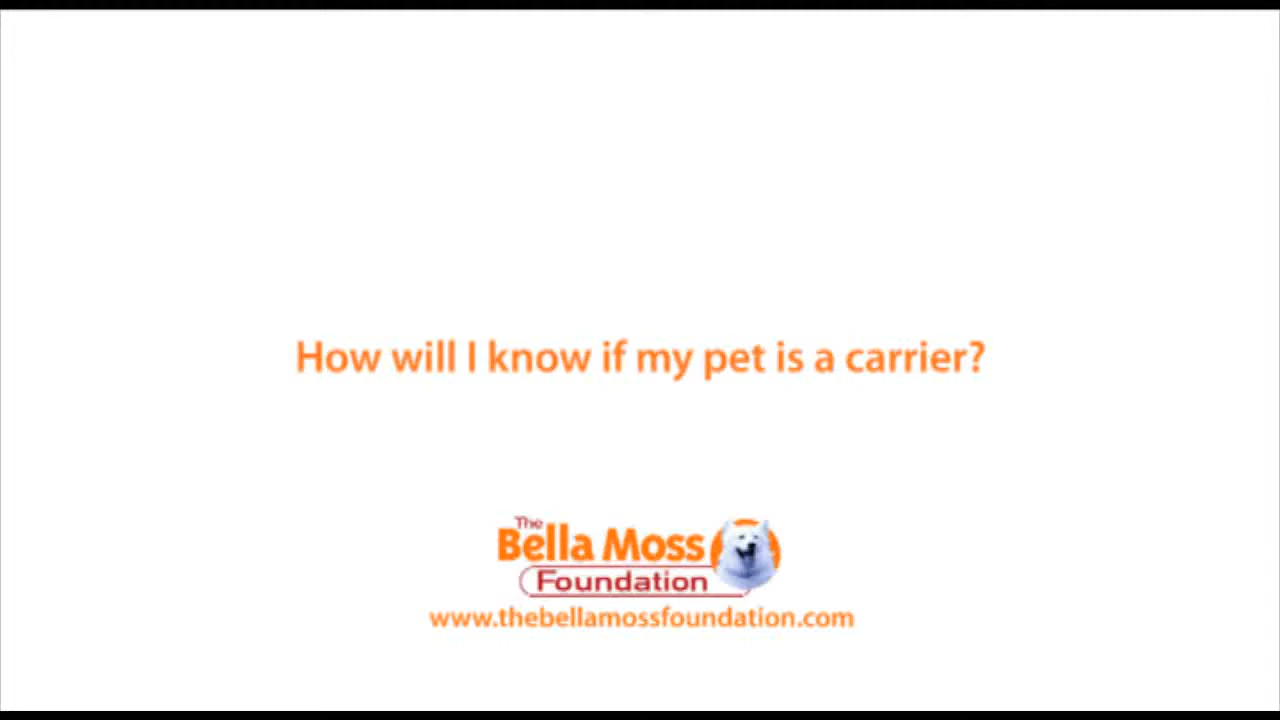 How will I know if my pet is a carrier?
The
Bella Moss
Foundation
www.thebellamossfoundation.com